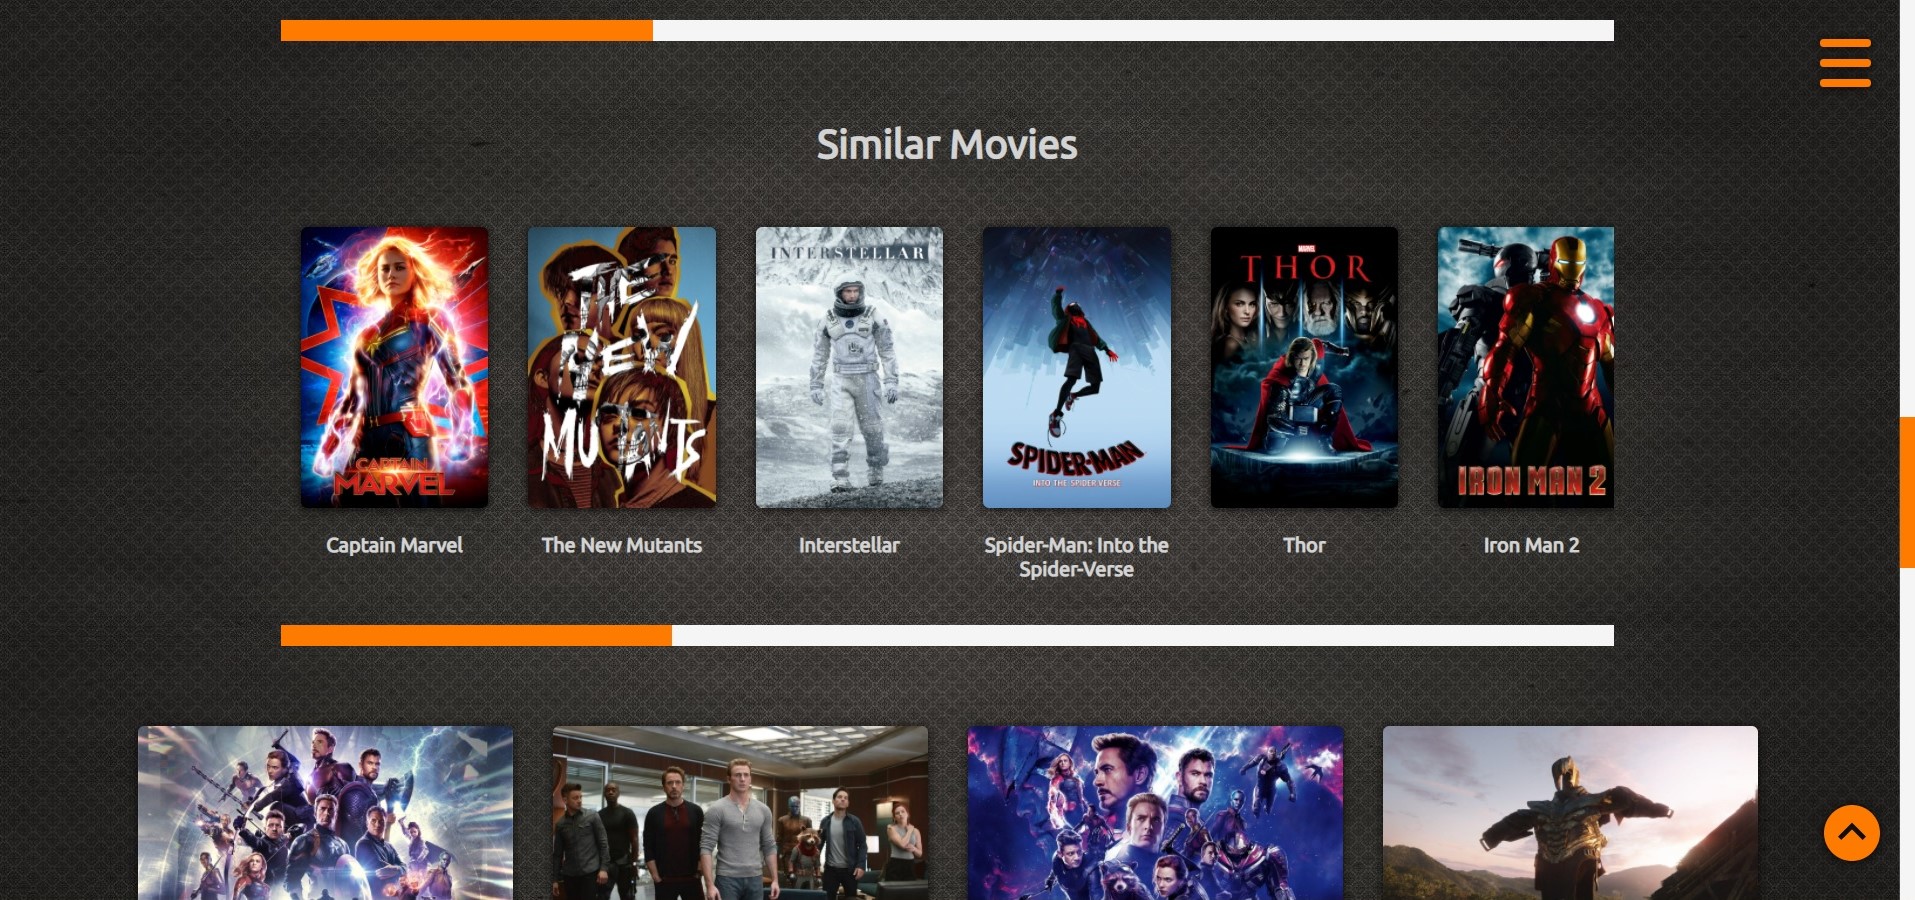 Similar Movies
CAPTAIN
MARVEL
THE
NEW
MUTANTS
INTERSTELLAR
SPIDER-MAN
INTO THE SPIDER-VERSE
MARVEL
THOR
IRON MAN 2
Captain Marvel
The New Mutants
Interstellar
Spider-Man: Into the
Spider-Verse
Thor
Iron Man 2